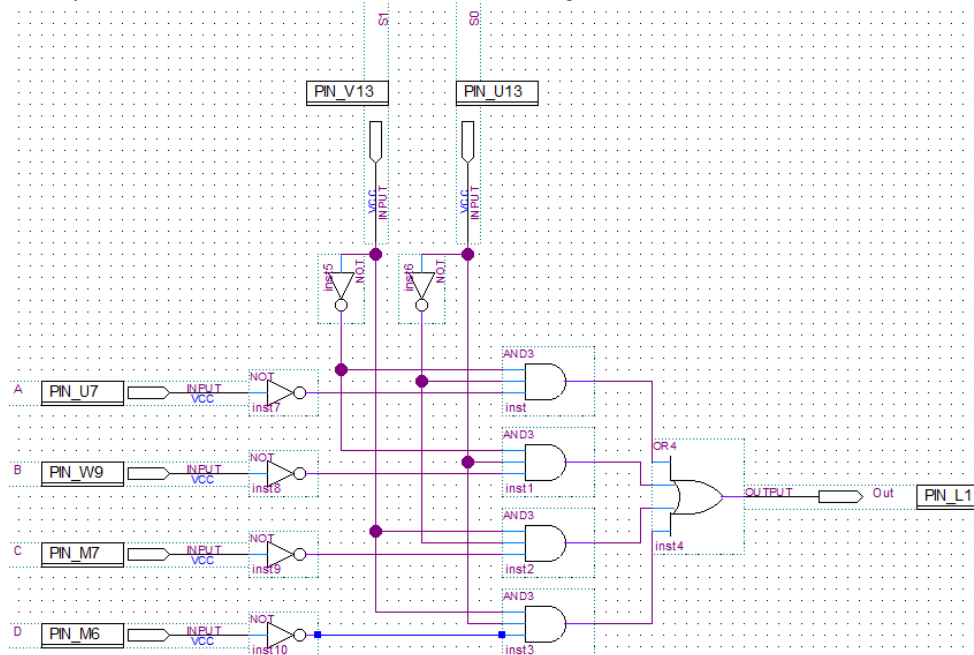 S1
S0
PIN_V13
PIN_U13
VCC
INPUT
VCC
INPUT
inst5
NOT
inst6
NOT
A
PIN_U7
INPUT
VCC
NOT
inst7
AND3
inst
B
PIN_W9
INPUT
VCC
NOT
inst8
AND3
inst1
OR4
inst4
OUTPUT
Out
PIN_L1
C
PIN_M7
INPUT
VCC
NOT
inst9
AND3
inst2
D
PIN_M6
INPUT
VCC
NOT
inst10
AND3
inst3